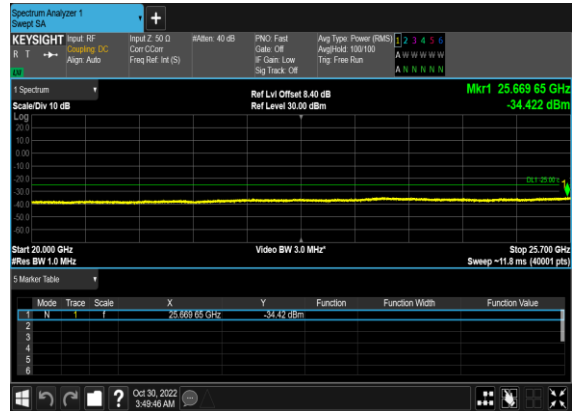 Spectrum Analyzer 1
Swept SA
+
KEYSIGHT Input: RF Input Z: 50 Ω #Atten: 40 dB PNO: Fast Avg Type: Power (RMS) 1 2 3 4 5 6
R T Coupling: DC Corr CCorr Gate: Off Avg|Hold: 100/100 A W W W W W
Align: Auto Freq Ref: Int (S) IF Gain: Low Trig: Free Run
Sig Track: Off A N N N N N
1 Spectrum Ref Lvl Offset 8.40 dB Mkr1 25.669 65 GHz
Scale/Div 10 dB Ref Level 30.00 dBm -34.422 dBm
Log
20.0
10.0
0.00
-10.0
-20.0
DL1 -25.00
1
-30.0
-40.0
-50.0
-60.0
Start 20.000 GHz Video BW 3.0 MHz* Stop 25.700 GHz
#Res BW 1.0 MHz Sweep ~11.8 ms (40001 pts)
5 Marker Table
Mode Trace Scale X Y Function Function Width Function Value
1 N 1 f 25.669 65 GHz -34.42 dBm
2
3
4
5
6
? Oct 30, 2022
3:49:46 AM